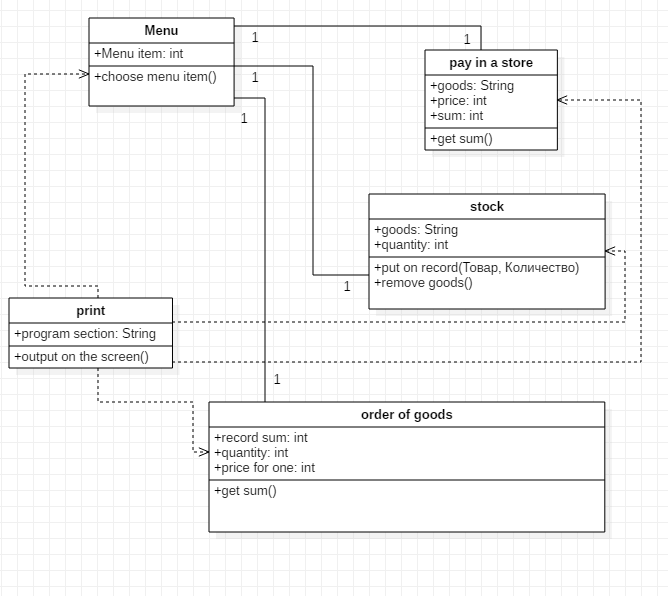 Menu
+Menu item: int
+choose menu item()
1
1
1
1
pay in a store
+goods: String
+price: int
+sum: int
+get sum()
stock
+goods: String
+quantity: int
+put on record(Товар, Количество)
+remove goods()
1
print
+program section: String
+output on the screen()
1
order of goods
+record sum: int
+quantity: int
+price for one: int
+get sum()